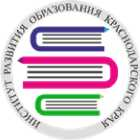 ИНСТИТУТ РАЗВИТИЯ ОБРАЗОВАНИЯ КРАСНОДАРСКОГО КРАЯ